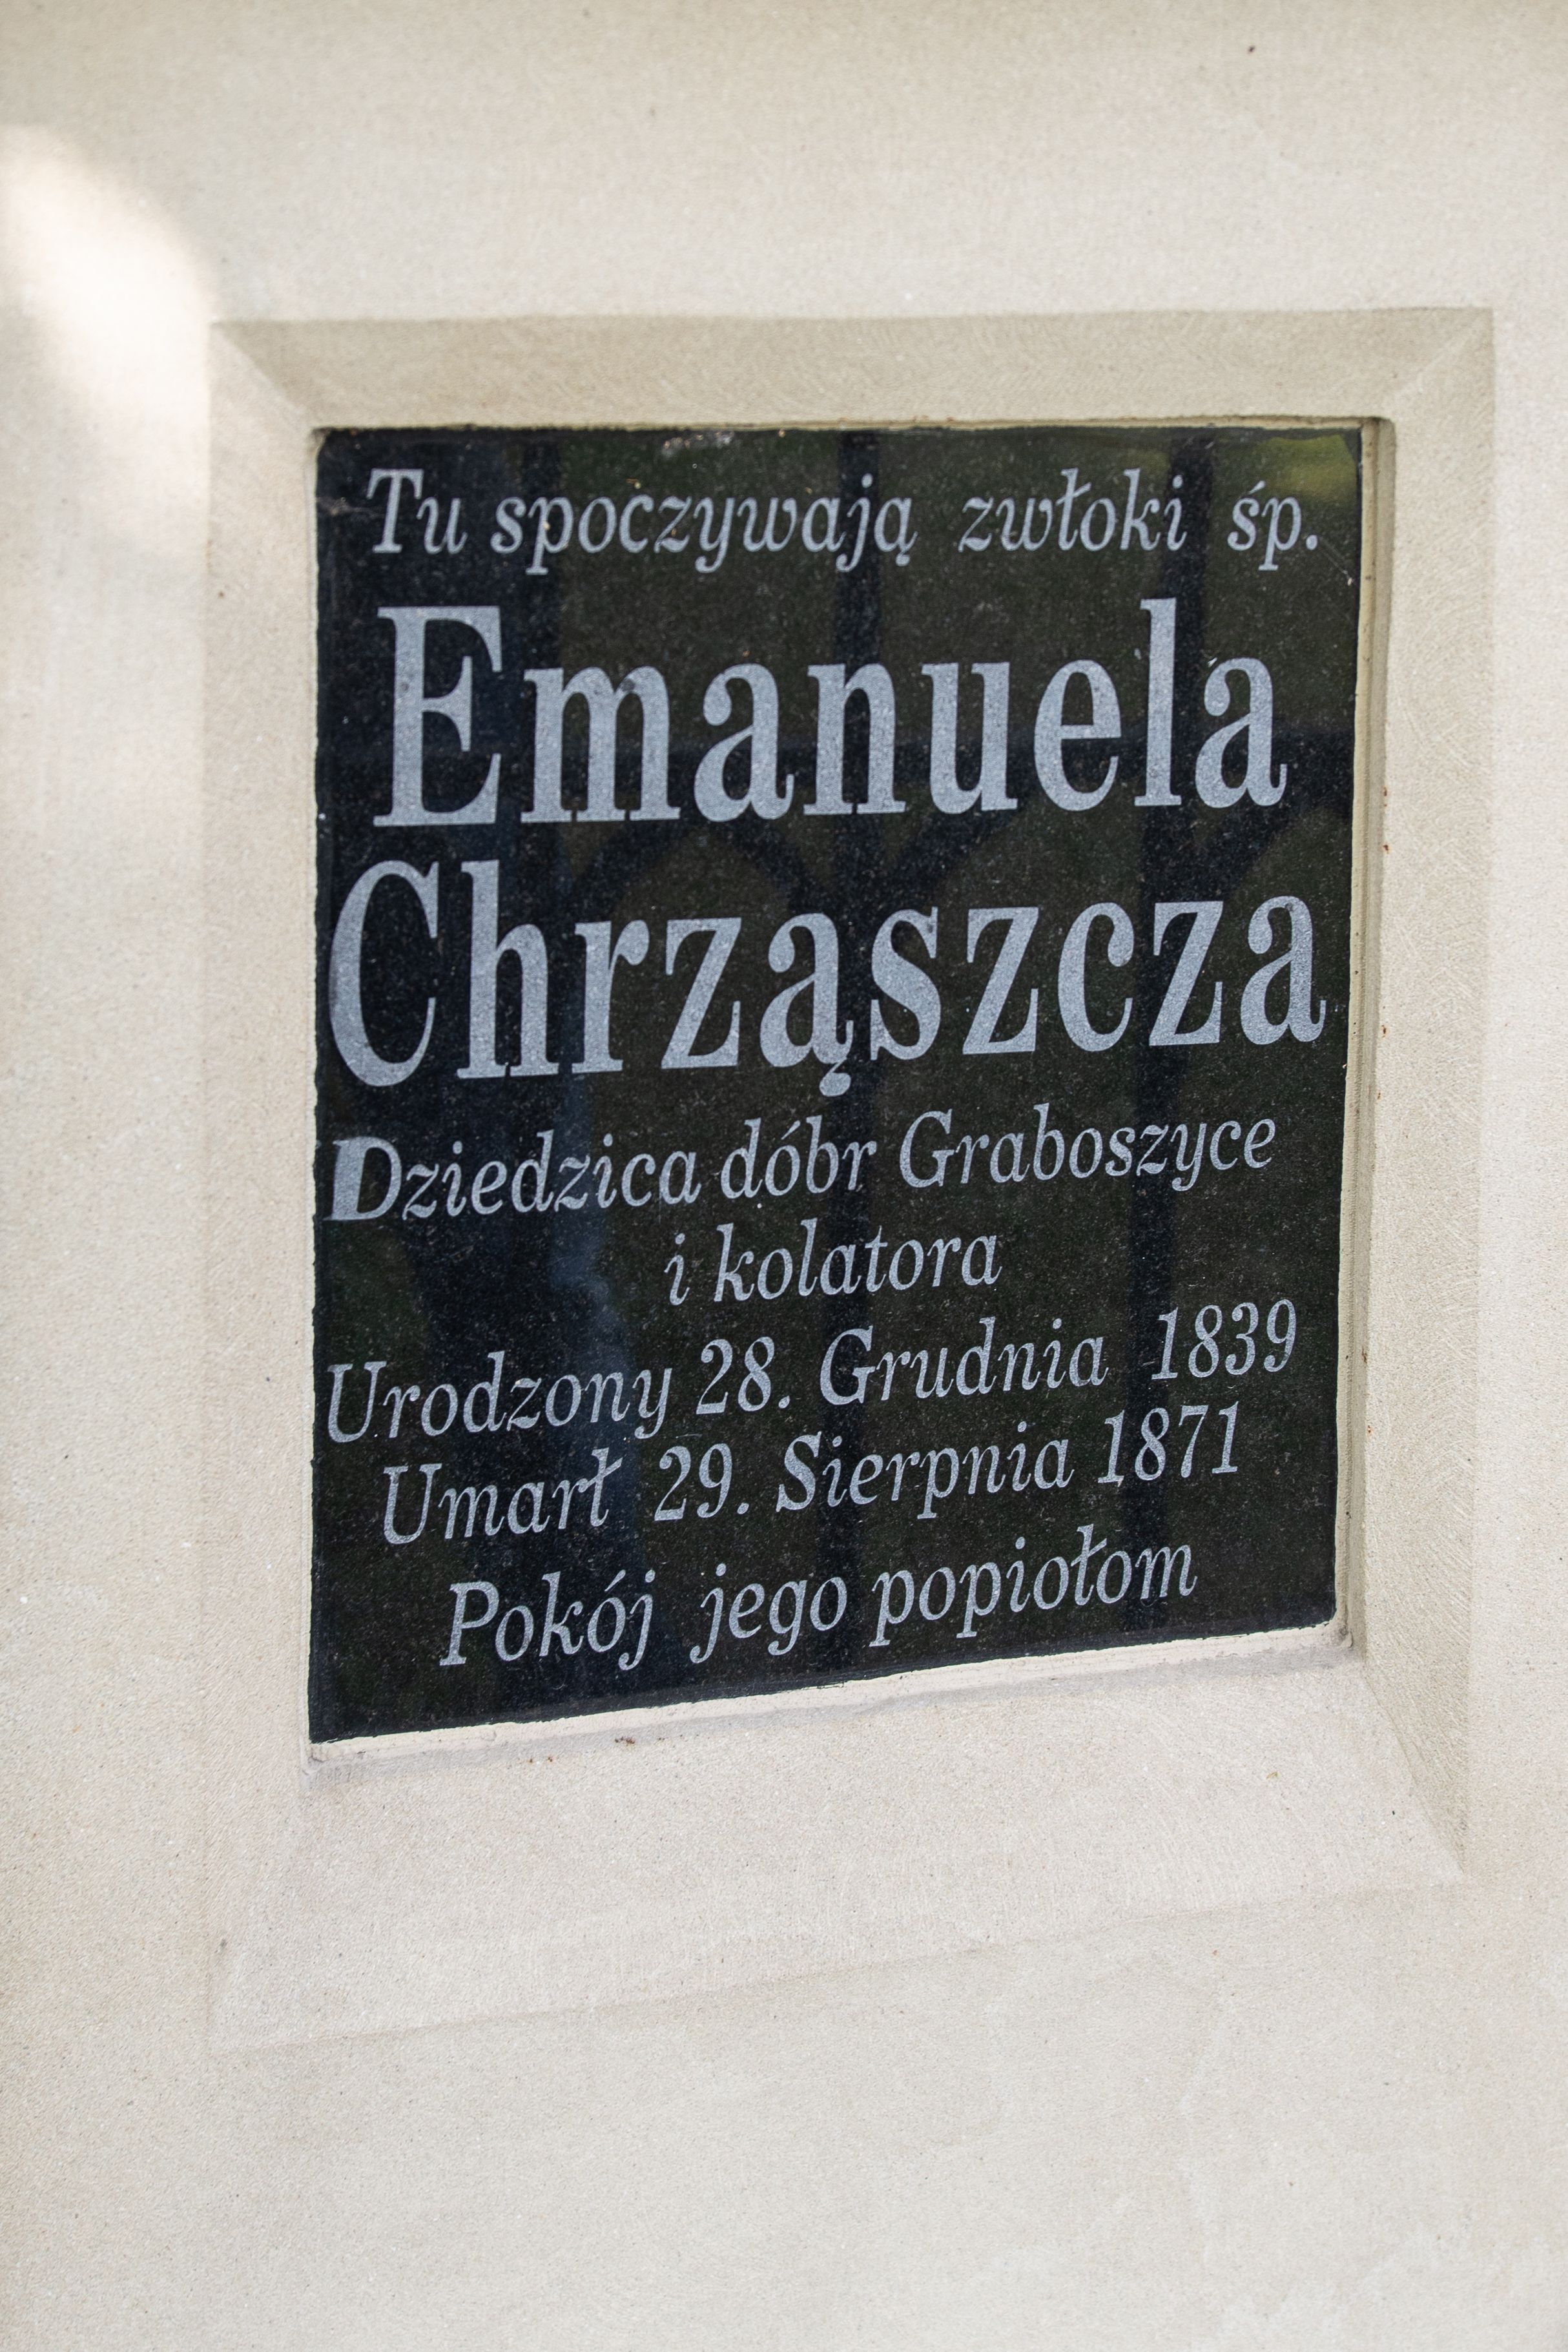 Tu spoczywają zwłoki śp.
Emanuela
Chrząszcza
Dziedzica dóbr Graboszyce
i kolatora
Urodzony 28. Grudnia 1839
Umarł 29. Sierpnia 1871
Pokój jego popiołom